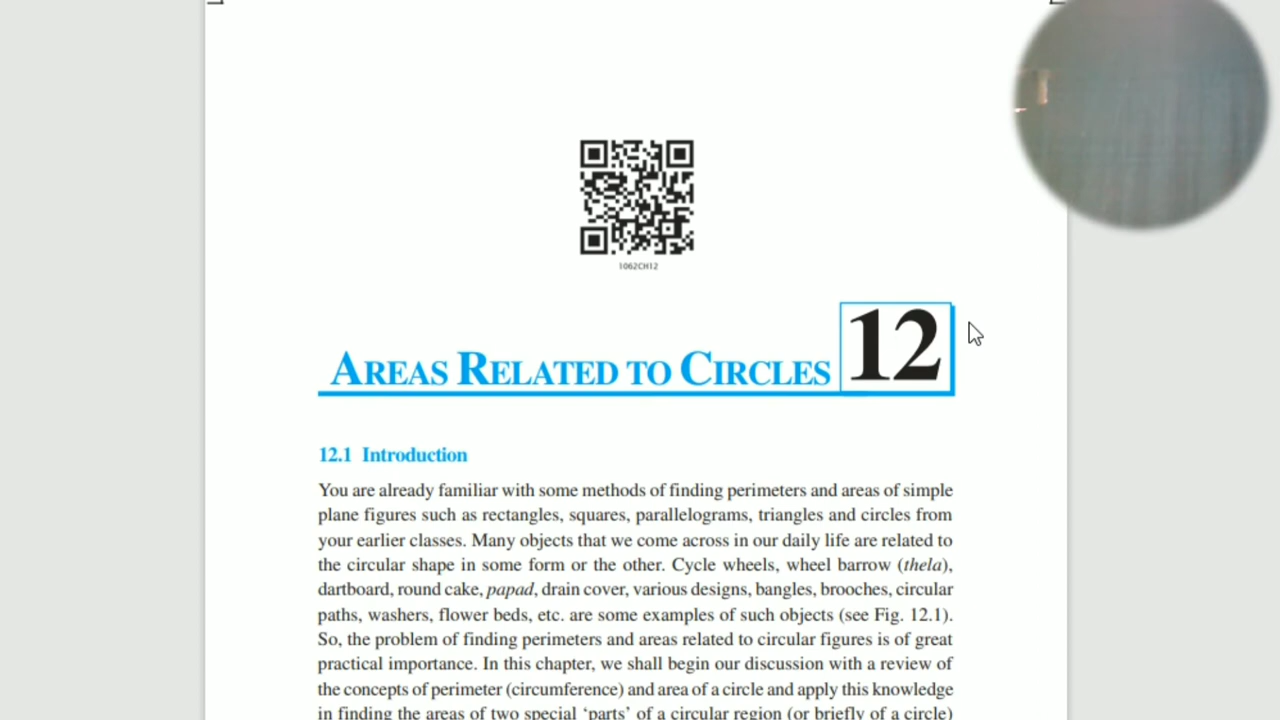 1062CH12
AREAS RELATED TO CIRCLES 12
12.1 Introduction
You are already familiar with some methods of finding perimeters and areas of simple
plane figures such as rectangles, squares, parallelograms, triangles and circles from
your earlier classes. Many objects that we come across in our daily life are related to
the circular shape in some form or the other. Cycle wheels, wheel barrow (thela),
dartboard, round cake, papad, drain cover, various designs, bangles, brooches, circular
paths, washers, flower beds, etc. are some examples of such objects (see Fig. 12.1).
So, the problem of finding perimeters and areas related to circular figures is of great
practical importance. In this chapter, we shall begin our discussion with a review of
the concepts of perimeter (circumference) and area of a circle and apply this knowledge
in finding the areas of two special ‘parts’ of a circular region (or briefly of a circle)